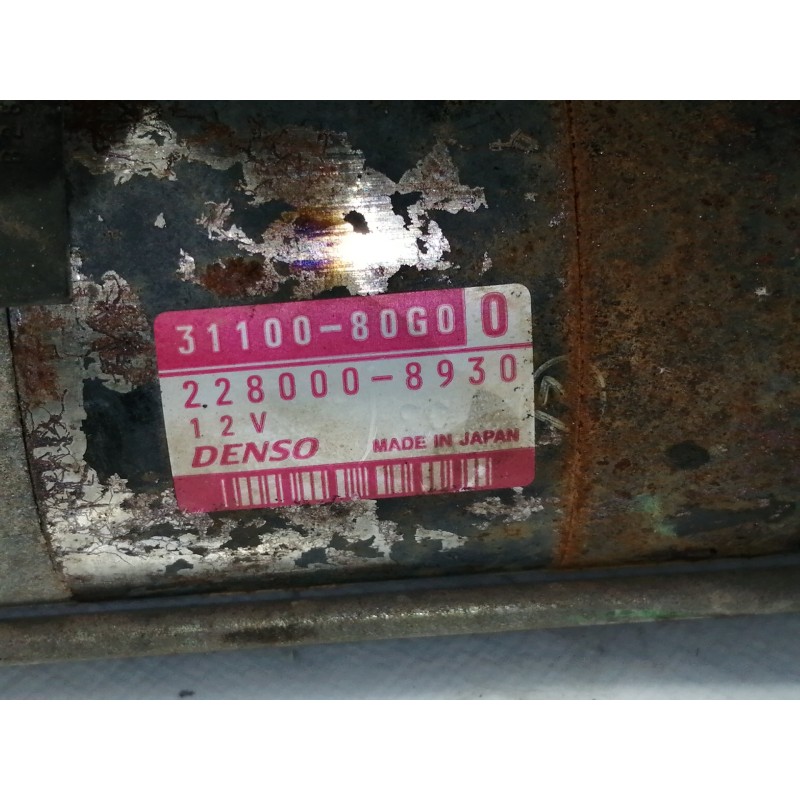 31100-80G0 0
228000-8930
12V
DENSO MADE IN JAPAN